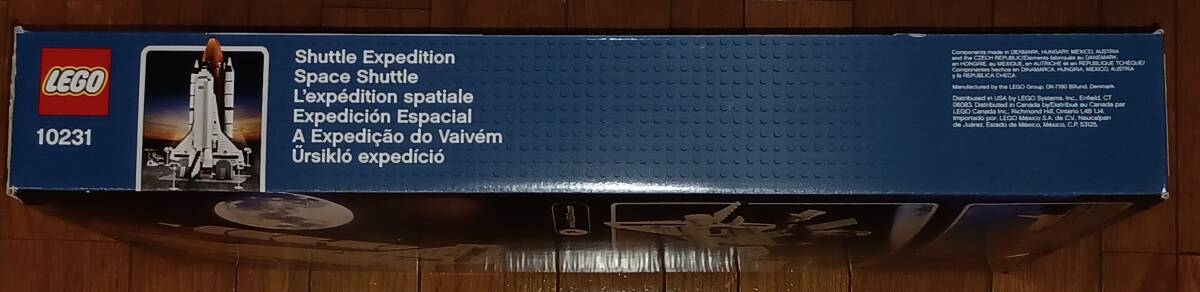 LEGO
10231
Shuttle Expedition
Space Shuttle
L'expédition spatiale
Expedición Espacial
A Expedição do Vaivém
Űrsikló expedíció
Components made in DENMARK, HUNGARY, MEXICO, AUSTRIA
and the CZECH REPUBLIC/Élements fabriqués au DANEMARK,
en HONGRIE, au MEXIQUE, en AUTRICHE et en RÉPUBLIQUE TCHÈQUE/
Componentes hechos en DINAMARCA, HUNGRIA, MÉXICO, AUSTRIA
y la REPUBLICA CHECA.
Manufactured by the LEGO Group, DK-7190 Billund, Denmark.
Distributed in USA by LEGO Systems, Inc., Enfield, CT
06083. Distributed in Canada by/Distribué au Canada par
LEGO Canada Inc., Richmond Hill, Ontario L4B 1J4.
Importado por: LEGO México S.A. de C.V. Naucalpan
de Juárez, Estado de México, México, C.P. 53125.